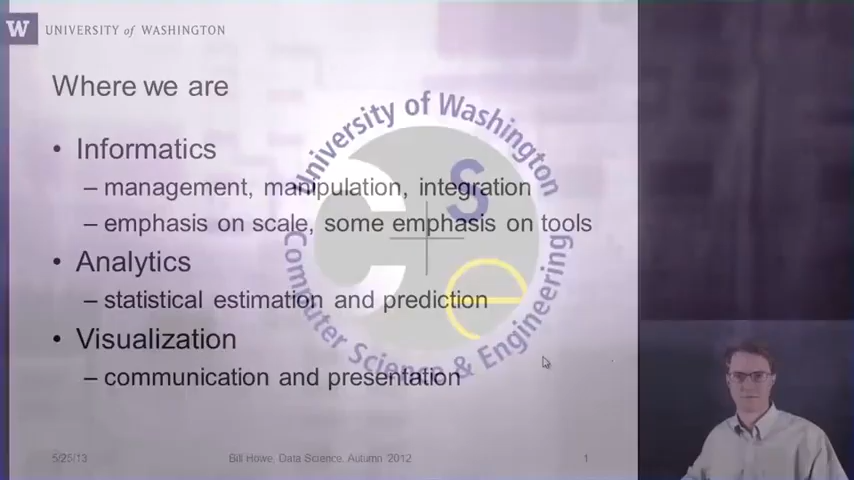 W UNIVERSITY of WASHINGTON
Where we are
• Informatics
– management, manipulation, integration
– emphasis on scale, some emphasis on tools
• Analytics
– statistical estimation and prediction
• Visualization
– communication and presentation
University of Washington
CSe
Computer Science & Engineering
5/25/13
Bill Howe, Data Science, Autumn 2012
1